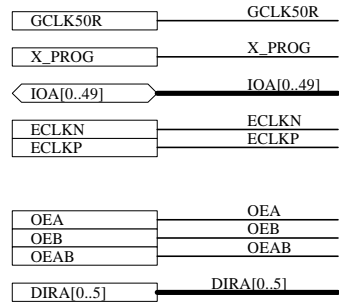 GCLK50R GCLK50R
X_PROG X_PROG
IOA[0..49] IOA[0..49]
ECLKN ECLKN
ECLKP ECLKP
OEA OEA
OEB OEB
OEAB OEAB
DIRA[0..5] DIRA[0..5]